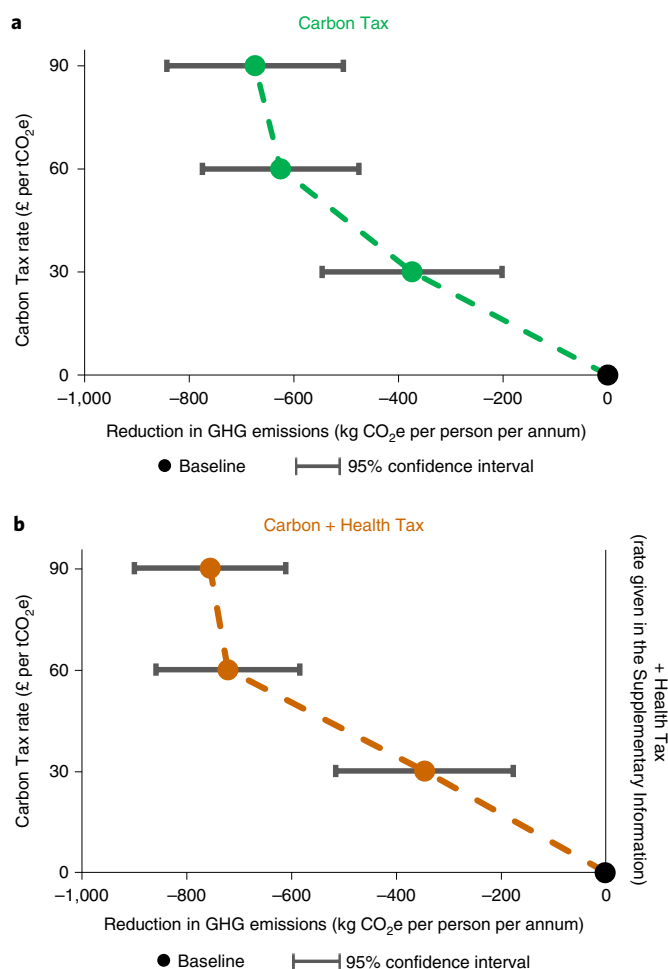 a
Carbon Tax
Carbon Tax rate (£ per tCO2e)
90
60
30
0
–1,000 –800 –600 –400 –200 0
Reduction in GHG emissions (kg CO2e per person per annum)
Baseline 95% confidence interval
b
Carbon + Health Tax
Carbon Tax rate (£ per tCO2e)
90
60
30
0
+ Health Tax
(rate given in the Supplementary Information)
–1,000 –800 –600 –400 –200 0
Reduction in GHG emissions (kg CO2e per person per annum)
Baseline 95% confidence interval